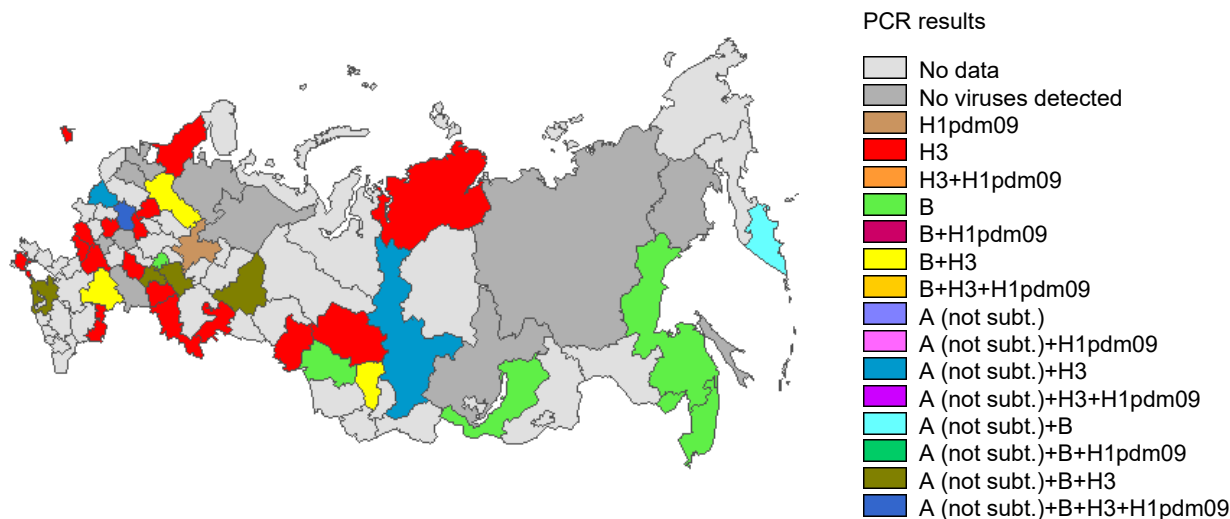 PCR results
No data
No viruses detected
H1pdm09
H3
H3+H1pdm09
B
B+H1pdm09
B+H3
B+H3+H1pdm09
A (not subt.)
A (not subt.)+H1pdm09
A (not subt.)+H3
A (not subt.)+H3+H1pdm09
A (not subt.)+B
A (not subt.)+B+H1pdm09
A (not subt.)+B+H3
A (not subt.)+B+H3+H1pdm09